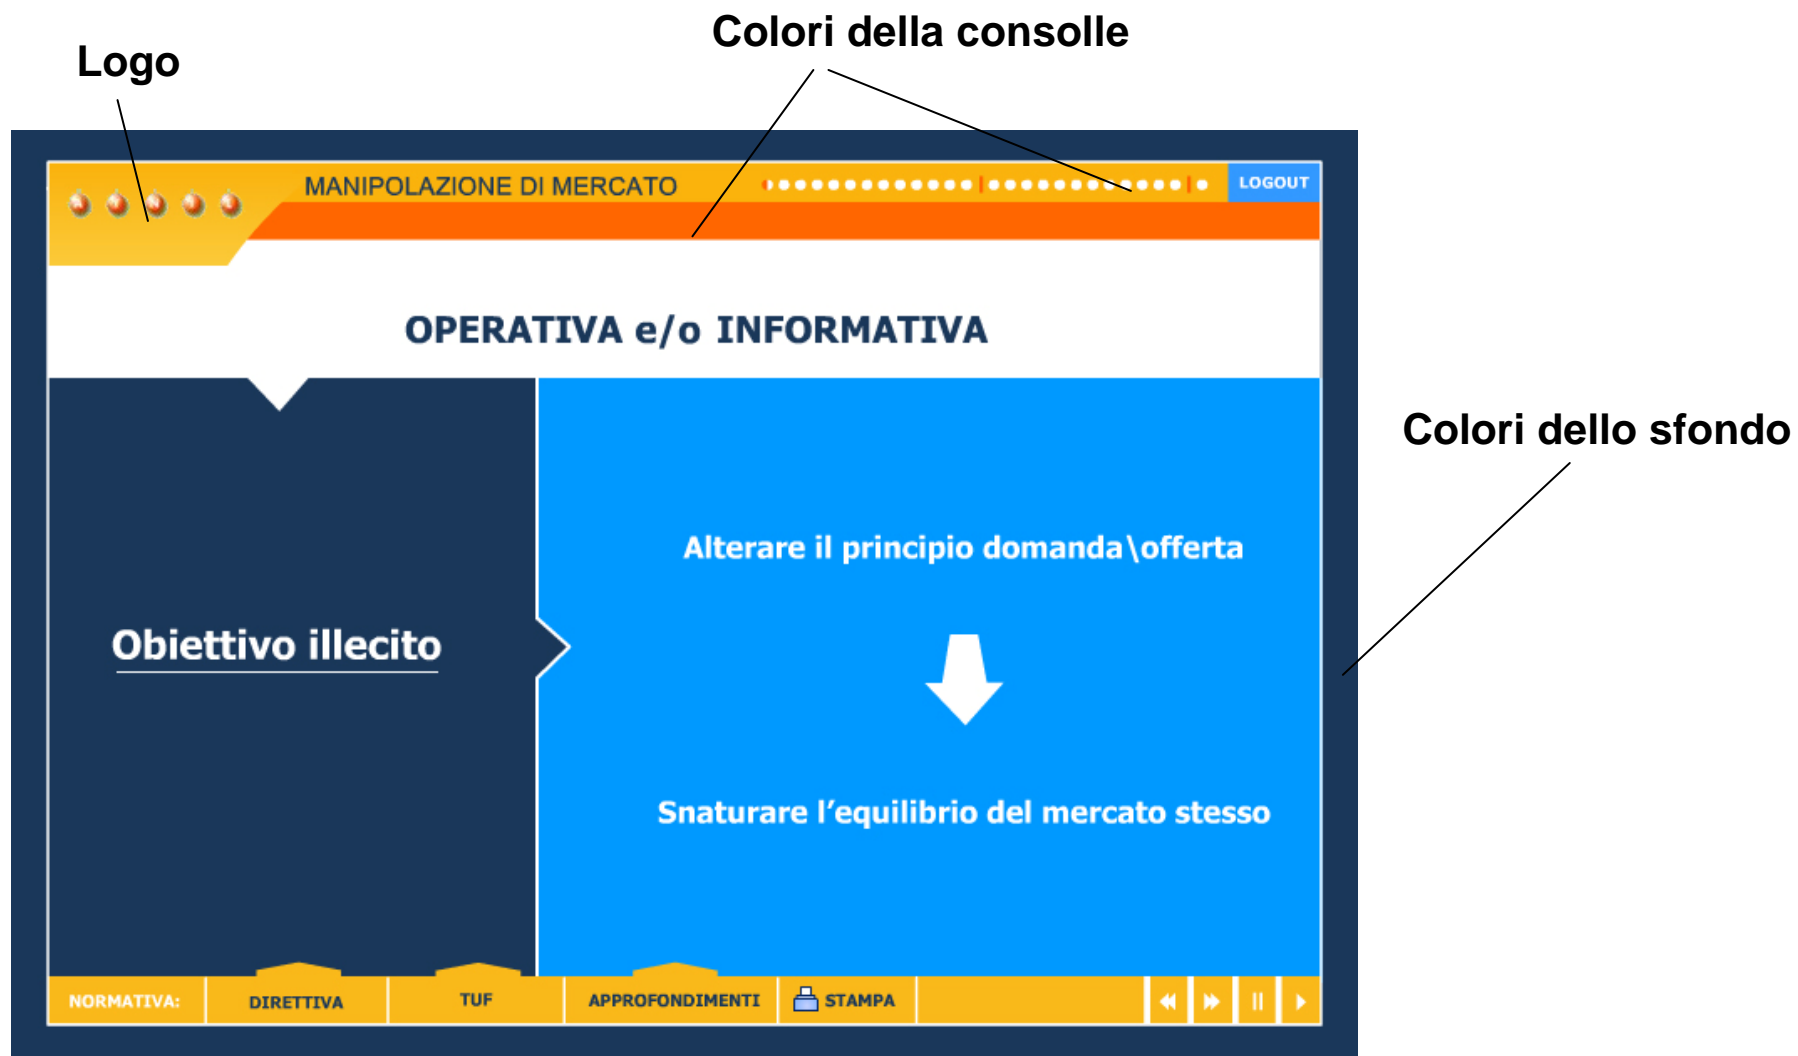 Colori della consolle
Logo
MANIPOLAZIONE DI MERCATO
LOGOUT
OPERATIVA e/o INFORMATIVA
Colori dello sfondo
Alterare il principio domanda\offerta
Obiettivo illecito
Snaturare l’equilibrio del mercato stesso
NORMATIVA:
DIRETTIVA
TUF
APPROFONDIMENTI
STAMPA